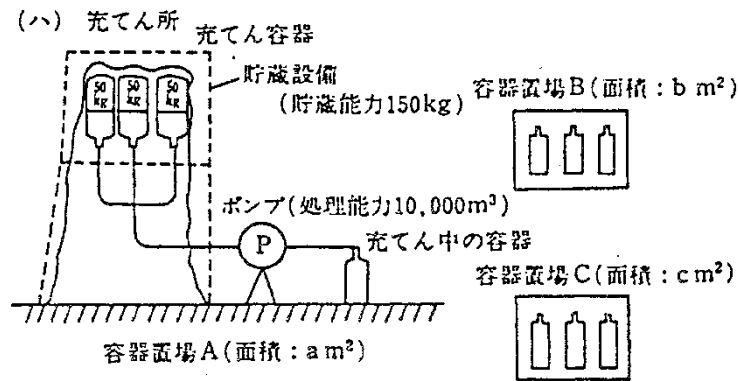 (ハ) 充てん所
充てん容器
50 kg
50 kg
50 kg
貯蔵設備
(貯蔵能力150kg)
容器置場B(面積：b m²)
ポンプ(処理能力10,000m³)
P
充てん中の容器
容器置場C(面積：c m²)
容器置場A(面積：a m²)